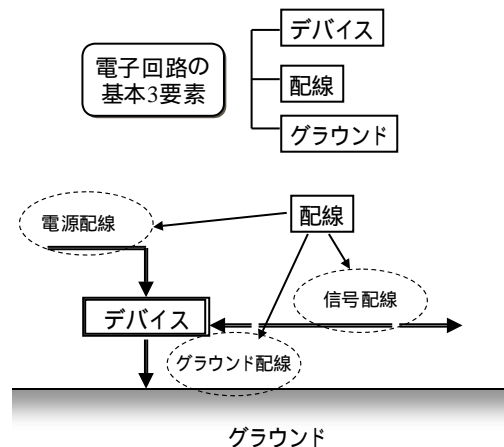 デバイス
電子回路の
基本3要素
配線
グラウンド
電源配線
配線
信号配線
デバイス
グラウンド配線
グラウンド